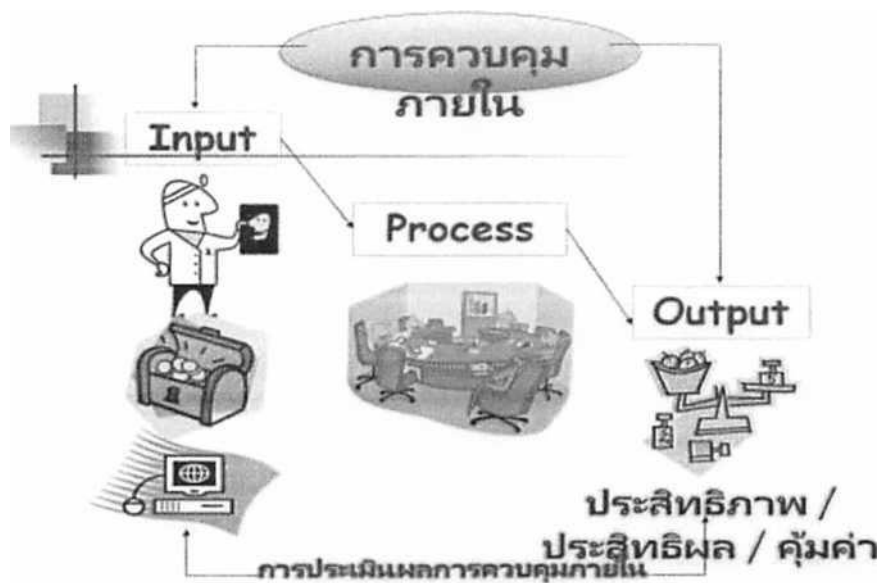 การควบคุม
ภายใน
Input
Process
Output
ประสิทธิภาพ /
ประสิทธิผล / คุ้มค่า
การประเมินผลการควบคุมภายใน